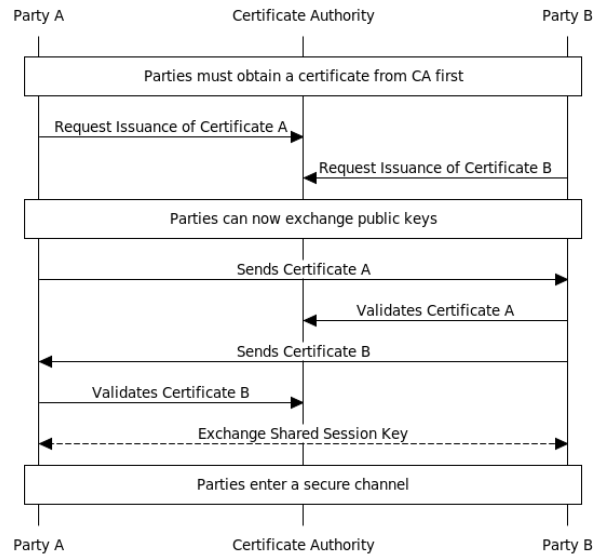 Party A Certificate Authority Party B
Parties must obtain a certificate from CA first
Request Issuance of Certificate A
Request Issuance of Certificate B
Parties can now exchange public keys
Sends Certificate A
Validates Certificate A
Sends Certificate B
Validates Certificate B
Exchange Shared Session Key
Parties enter a secure channel
Party A Certificate Authority Party B